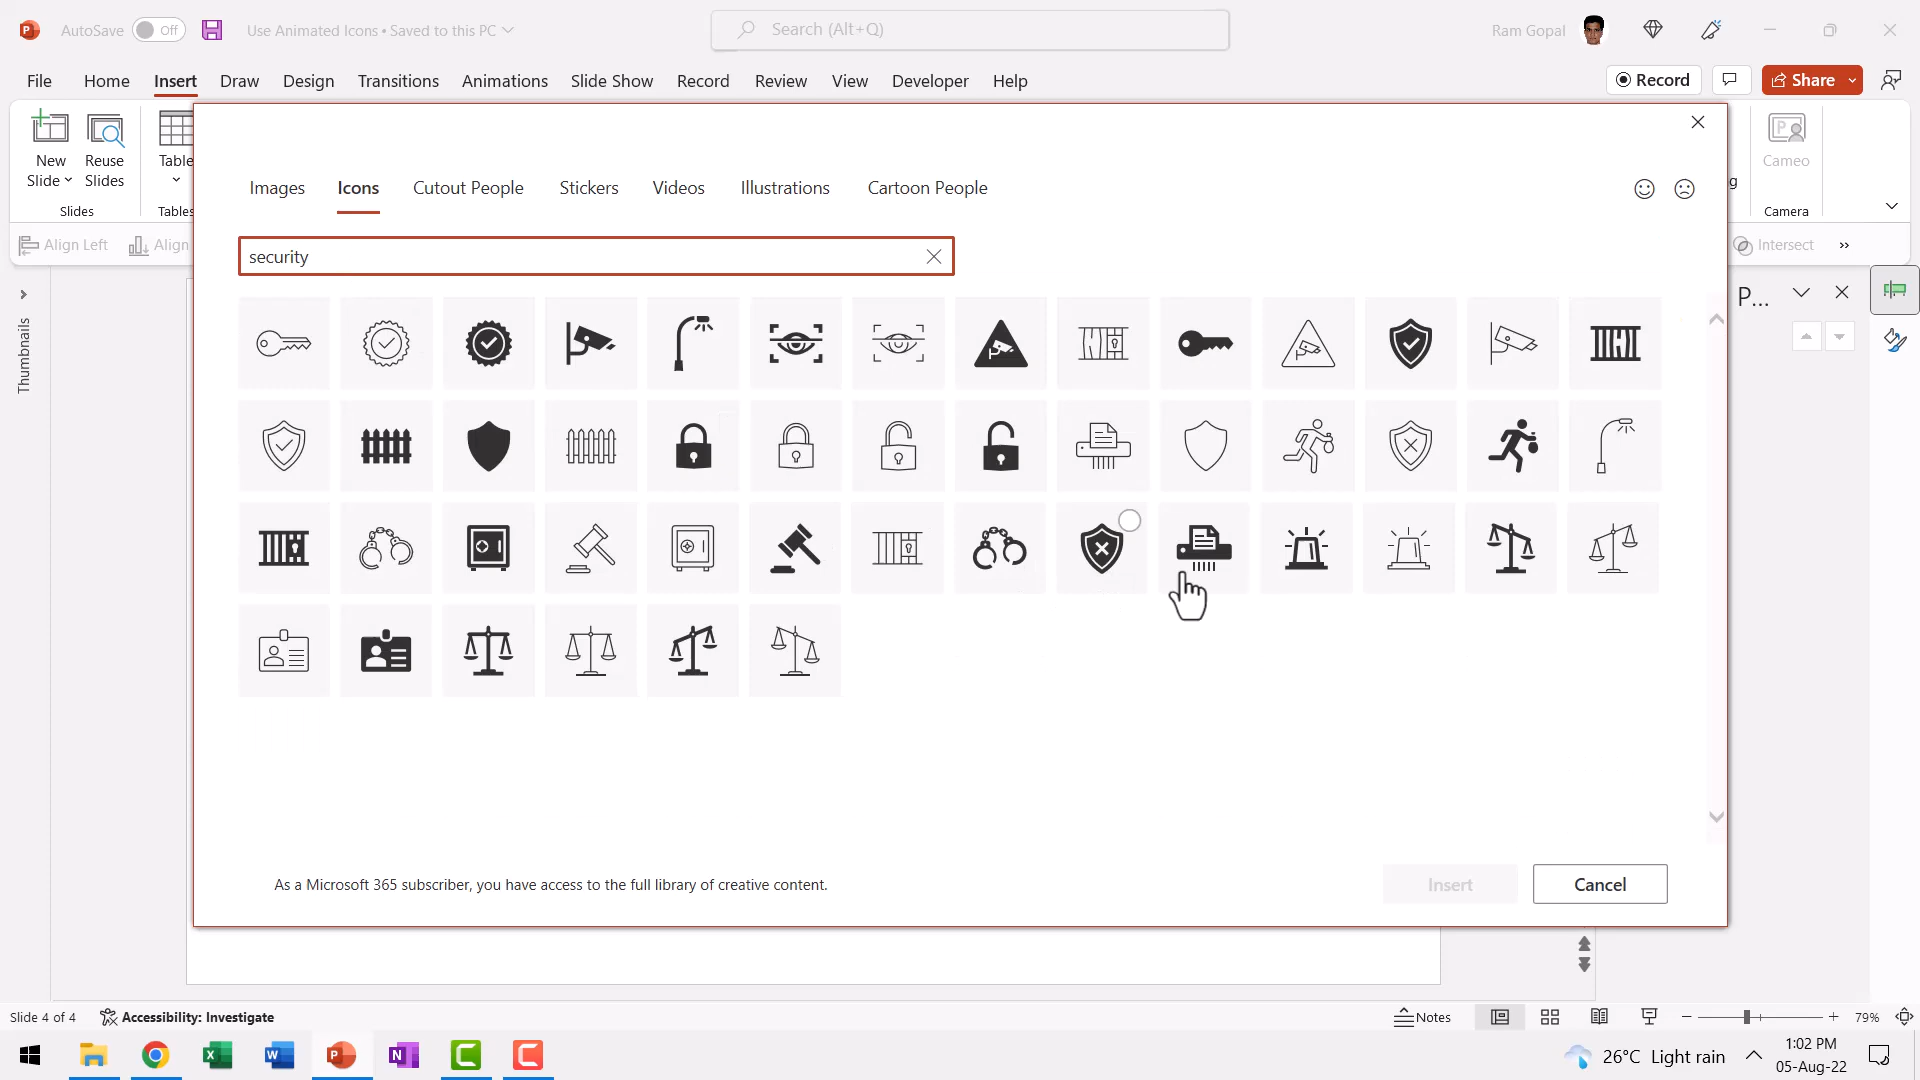 AutoSave Off Use Animated Icons • Saved to this PC Search (Alt+Q) Ram Gopal
File Home Insert Draw Design Transitions Animations Slide Show Record Review View Developer Help Record Share
New Slide
Reuse Slides
Table
Slides
Tables
Cameo
g
Camera
Align Left Align
Intersect
Images Icons Cutout People Stickers Videos Illustrations Cartoon People
security
P...
Thumbnails
As a Microsoft 365 subscriber, you have access to the full library of creative content.
Insert Cancel
Slide 4 of 4 Accessibility: Investigate Notes 79%
26°C Light rain
1:02 PM
05-Aug-22